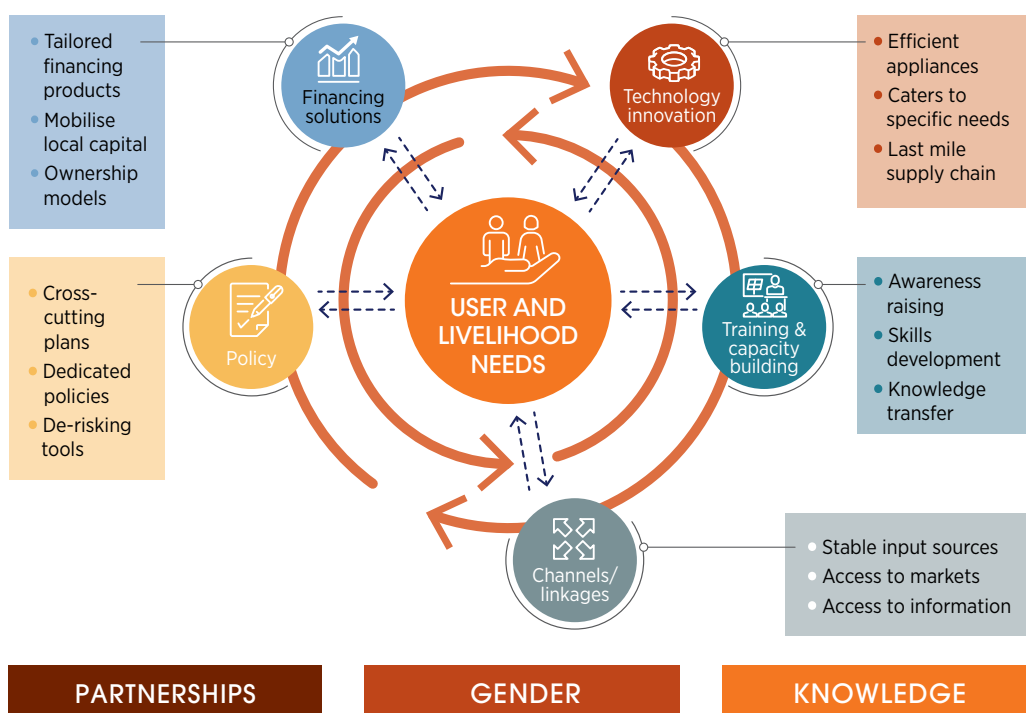 • Tailored
financing
products
• Mobilise
local capital
• Ownership
models
Financing
solutions
Technology
innovation
• Efficient
appliances
• Caters to
specific needs
• Last mile
supply chain
• Cross-
cutting
plans
• Dedicated
policies
• De-risking
tools
Policy
USER AND
LIVELIHOOD
NEEDS
Training &
capacity
building
• Awareness
raising
• Skills
development
• Knowledge
transfer
Channels/
linkages
• Stable input sources
• Access to markets
• Access to information
PARTNERSHIPS
GENDER
KNOWLEDGE